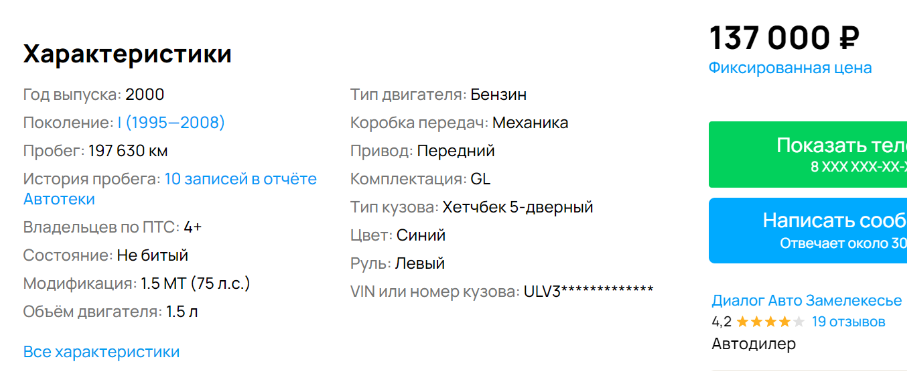 Характеристики
Год выпуска: 2000
Поколение: I (1995—2008)
Пробег: 197 630 км
История пробега: 10 записей в отчёте
Автотеки
Владельцев по ПТС: 4+
Состояние: Не битый
Модификация: 1.5 MT (75 л.с.)
Объём двигателя: 1.5 л
Все характеристики
Тип двигателя: Бензин
Коробка передач: Механика
Привод: Передний
Комплектация: GL
Тип кузова: Хетчбек 5-дверный
Цвет: Синий
Руль: Левый
VIN или номер кузова: ULV3*************
137 000 ₽
Фиксированная цена
Показать тел
8 XXX XXX-XX-
Написать сооб
Отвечает около 30
Диалог Авто Замелекесье
4,2 19 отзывов
Автодилер